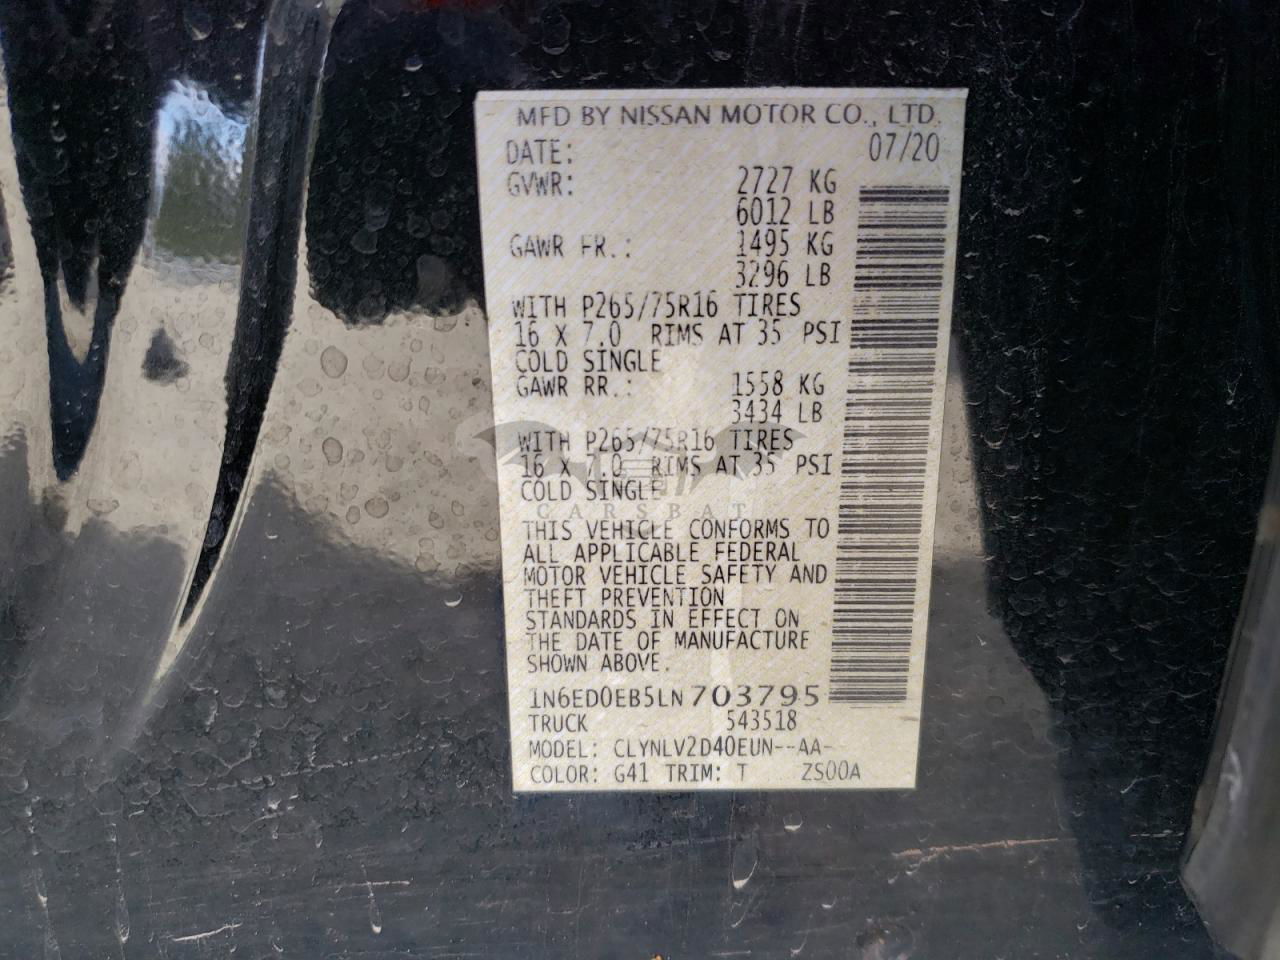 MFD BY NISSAN MOTOR CO., LTD.
DATE: 07/20
GVWR: 2727 KG
6012 LB
GAWR FR.: 1495 KG
3296 LB
WITH P265/75R16 TIRES
16 X 7.0 RIMS AT 35 PSI
COLD SINGLE
GAWR RR.: 1558 KG
3434 LB
WITH P265/75R16 TIRES
16 X 7.0 RIMS AT 35 PSI
COLD SINGLE
CARSBAT
THIS VEHICLE CONFORMS TO
ALL APPLICABLE FEDERAL
MOTOR VEHICLE SAFETY AND
THEFT PREVENTION
STANDARDS IN EFFECT ON
THE DATE OF MANUFACTURE
SHOWN ABOVE.
1N6ED0EB5LN703795
TRUCK 543518
MODEL: CLYNLV2D40EUN--AA-
COLOR: G41 TRIM: T ZS00A